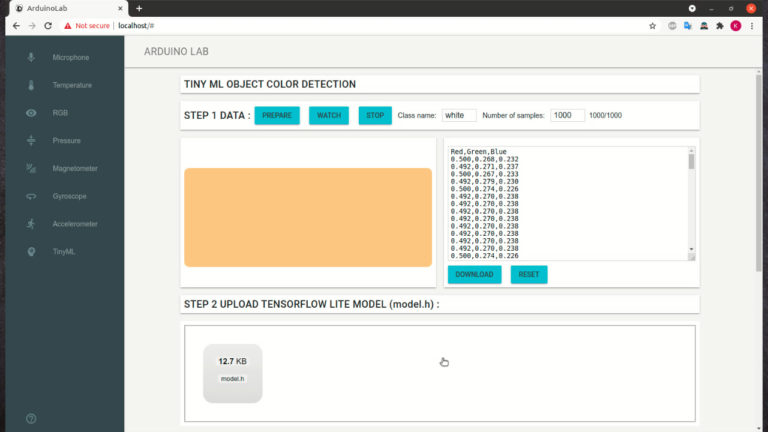 ArduinoLab
Not secure | localhost/#
K
Microphone
Temperature
RGB
Pressure
Magnetometer
Gyroscope
Accelerometer
TinyML
ARDUINO LAB
TINY ML OBJECT COLOR DETECTION
STEP 1 DATA : PREPARE WATCH STOP Class name: white Number of samples: 1000 1000/1000
Red,Green,Blue
0.500,0.268,0.232
0.492,0.271,0.237
0.500,0.267,0.233
0.492,0.279,0.230
0.500,0.274,0.226
0.492,0.270,0.238
0.492,0.270,0.238
0.492,0.270,0.238
0.492,0.270,0.238
0.492,0.270,0.238
0.492,0.270,0.238
0.492,0.270,0.238
0.492,0.270,0.238
0.500,0.274,0.226
DOWNLOAD RESET
STEP 2 UPLOAD TENSORFLOW LITE MODEL (model.h) :
12.7 KB
model.h